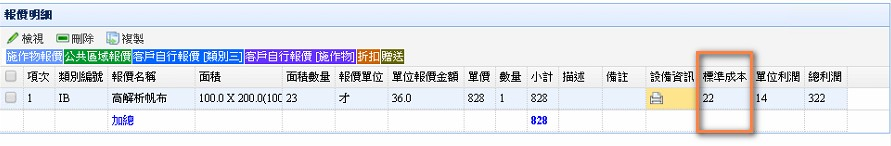 報價明細
檢視 刪除 複製
施作物報價 公共區域報價 客戶自行報價 [類別三] 客戶自行報價 [施作物] 折扣 贈送
項次 類別編號 報價名稱 面積 面積數量 報價單位 單位報價金額 單價 數量 小計 描述 備註 設備資訊 標準成本 單位利潤 總利潤
1 IB 高解析帆布 100.0 X 200.0(100 23 才 36.0 828 1 828 22 14 322
加總 828